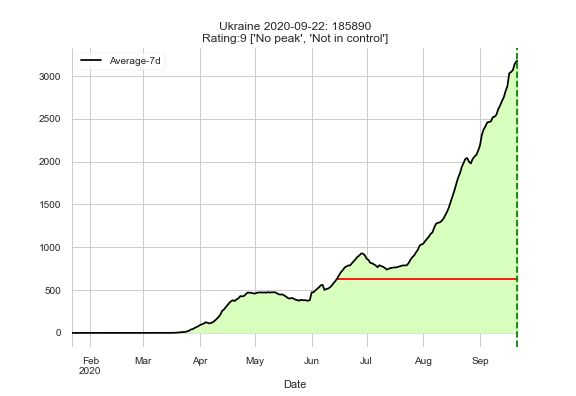 Ukraine 2020-09-22: 185890
Rating:9 ['No peak', 'Not in control']
Average-7d
3000
2500
2000
1500
1000
500
0
Feb Mar Apr May Jun Jul Aug Sep
2020
Date